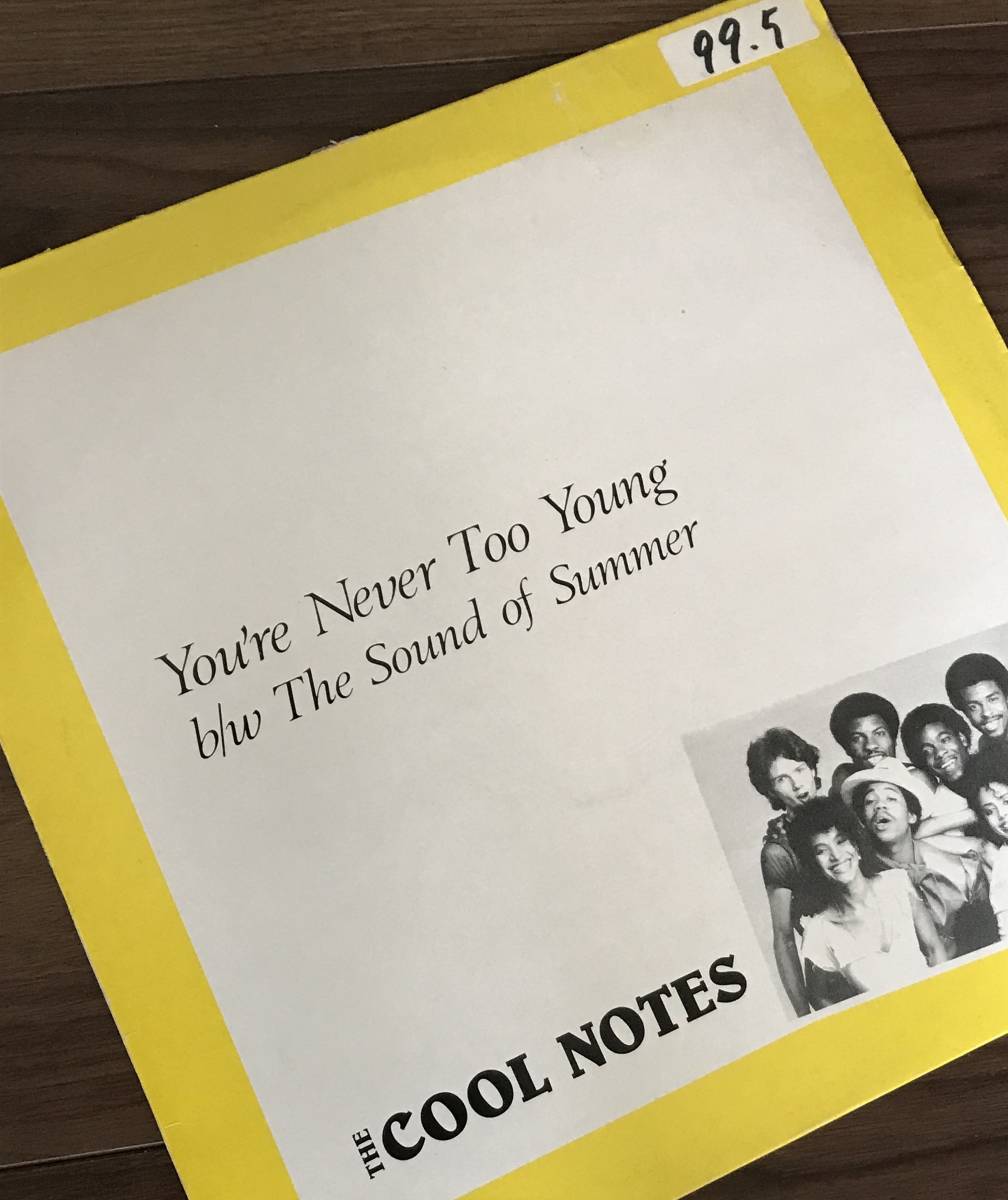 99.5
You're Never Too Young
b/w The Sound of Summer
THE COOL NOTES